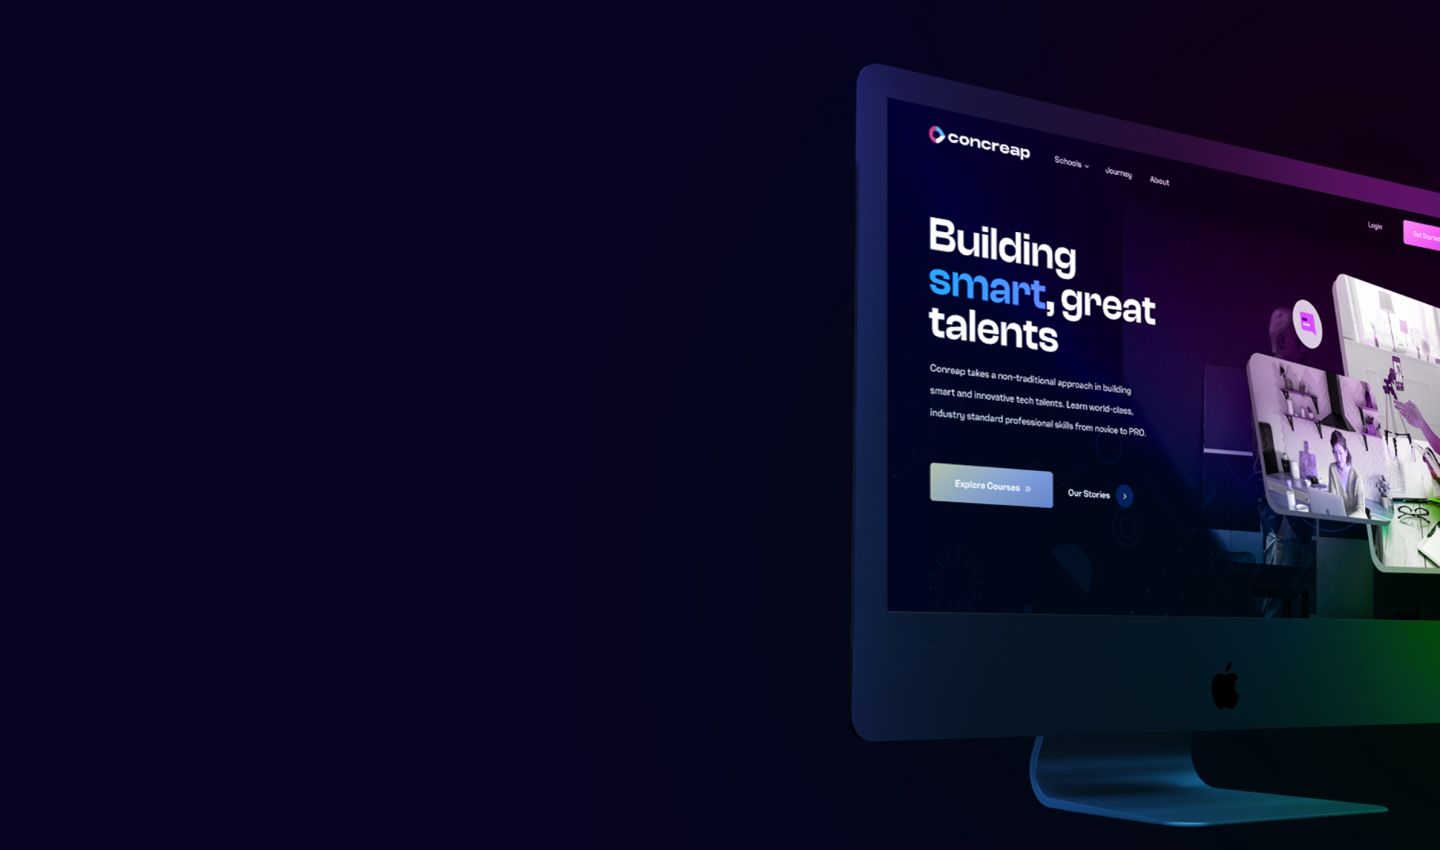 concreap
Schools
Journey
About
Login
Get Started
Building
smart, great
talents
Conreap takes a non-traditional approach in building
smart and innovative tech talents. Learn world-class,
industry standard professional skills from novice to PRO.
Explore Courses »
Our Stories